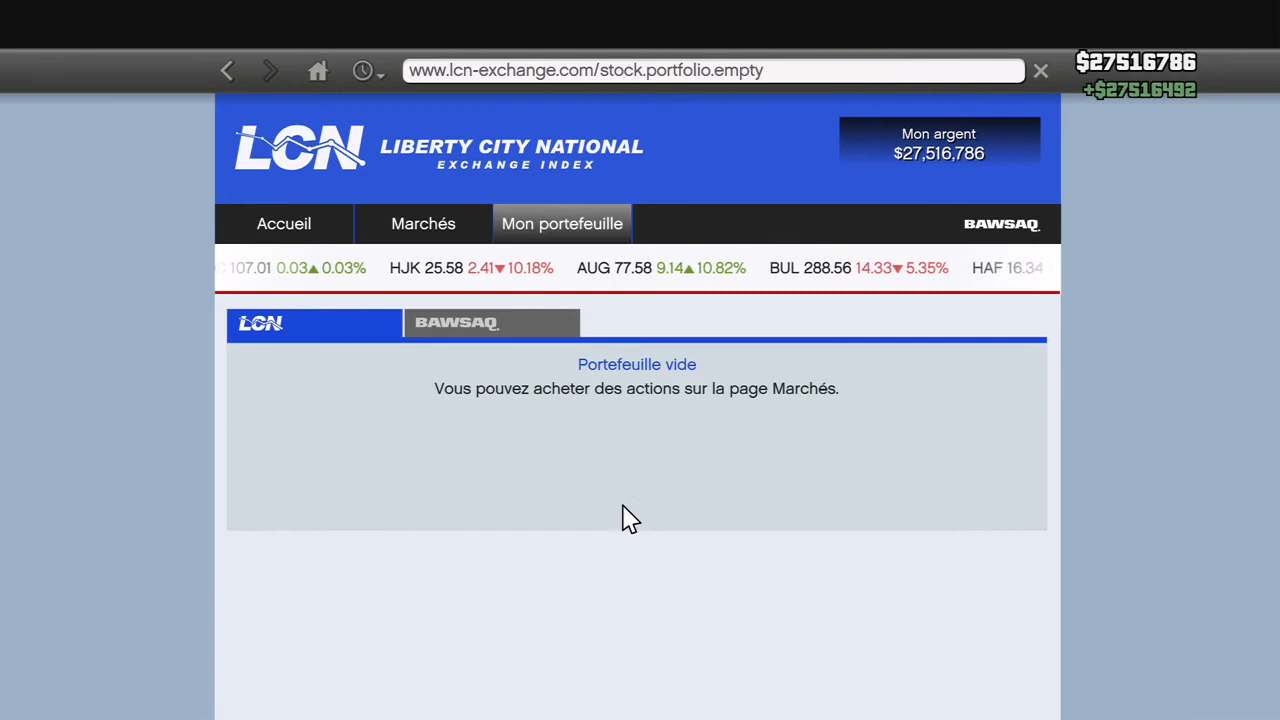 www.lcn-exchange.com/stock.portfolio.empty
$27516786
+$27516492
LCN LIBERTY CITY NATIONAL
EXCHANGE INDEX
Mon argent
$27,516,786
Accueil Marchés Mon portefeuille BAWSAQ
107.01 0.03▲0.03% HJK 25.58 2.41▼10.18% AUG 77.58 9.14▲10.82% BUL 288.56 14.33▼5.35% HAF 16.34
LCN BAWSAQ
Portefeuille vide
Vous pouvez acheter des actions sur la page Marchés.